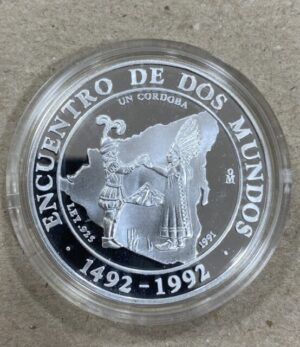 ENCUENTRO DE DOS MUNDOS
UN CORDOBA
LEY .925
1991
· 1492 - 1992 ·